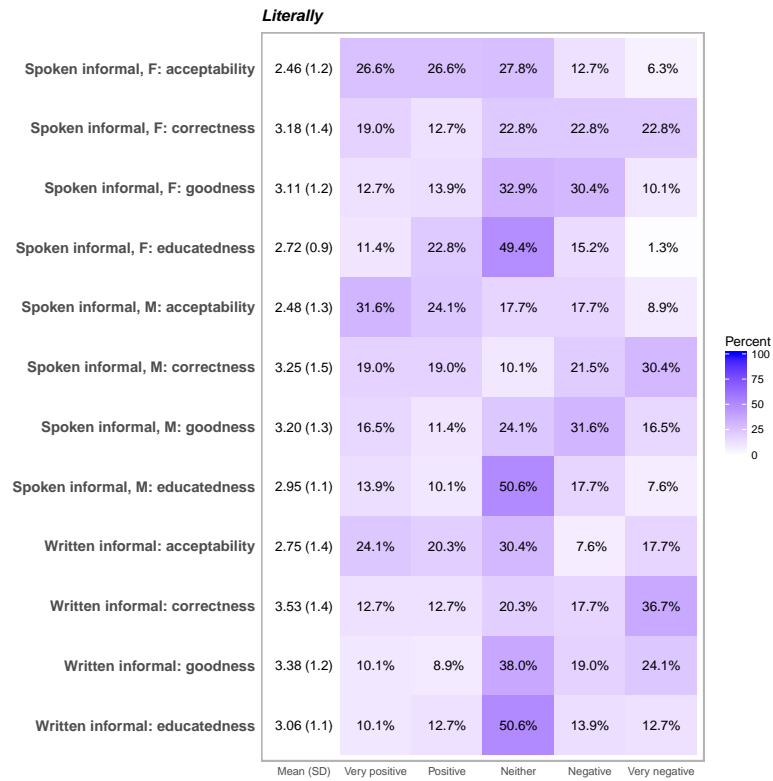 Literally
Spoken informal, F: acceptability 2.46 (1.2) 26.6% 26.6% 27.8% 12.7% 6.3%
Spoken informal, F: correctness 3.18 (1.4) 19.0% 12.7% 22.8% 22.8% 22.8%
Spoken informal, F: goodness 3.11 (1.2) 12.7% 13.9% 32.9% 30.4% 10.1%
Spoken informal, F: educatedness 2.72 (0.9) 11.4% 22.8% 49.4% 15.2% 1.3%
Spoken informal, M: acceptability 2.48 (1.3) 31.6% 24.1% 17.7% 17.7% 8.9%
Spoken informal, M: correctness 3.25 (1.5) 19.0% 19.0% 10.1% 21.5% 30.4%
Spoken informal, M: goodness 3.20 (1.3) 16.5% 11.4% 24.1% 31.6% 16.5%
Spoken informal, M: educatedness 2.95 (1.1) 13.9% 10.1% 50.6% 17.7% 7.6%
Written informal: acceptability 2.75 (1.4) 24.1% 20.3% 30.4% 7.6% 17.7%
Written informal: correctness 3.53 (1.4) 12.7% 12.7% 20.3% 17.7% 36.7%
Written informal: goodness 3.38 (1.2) 10.1% 8.9% 38.0% 19.0% 24.1%
Written informal: educatedness 3.06 (1.1) 10.1% 12.7% 50.6% 13.9% 12.7%
Mean (SD) Very positive Positive Neither Negative Very negative
Percent
100
75
50
25
0